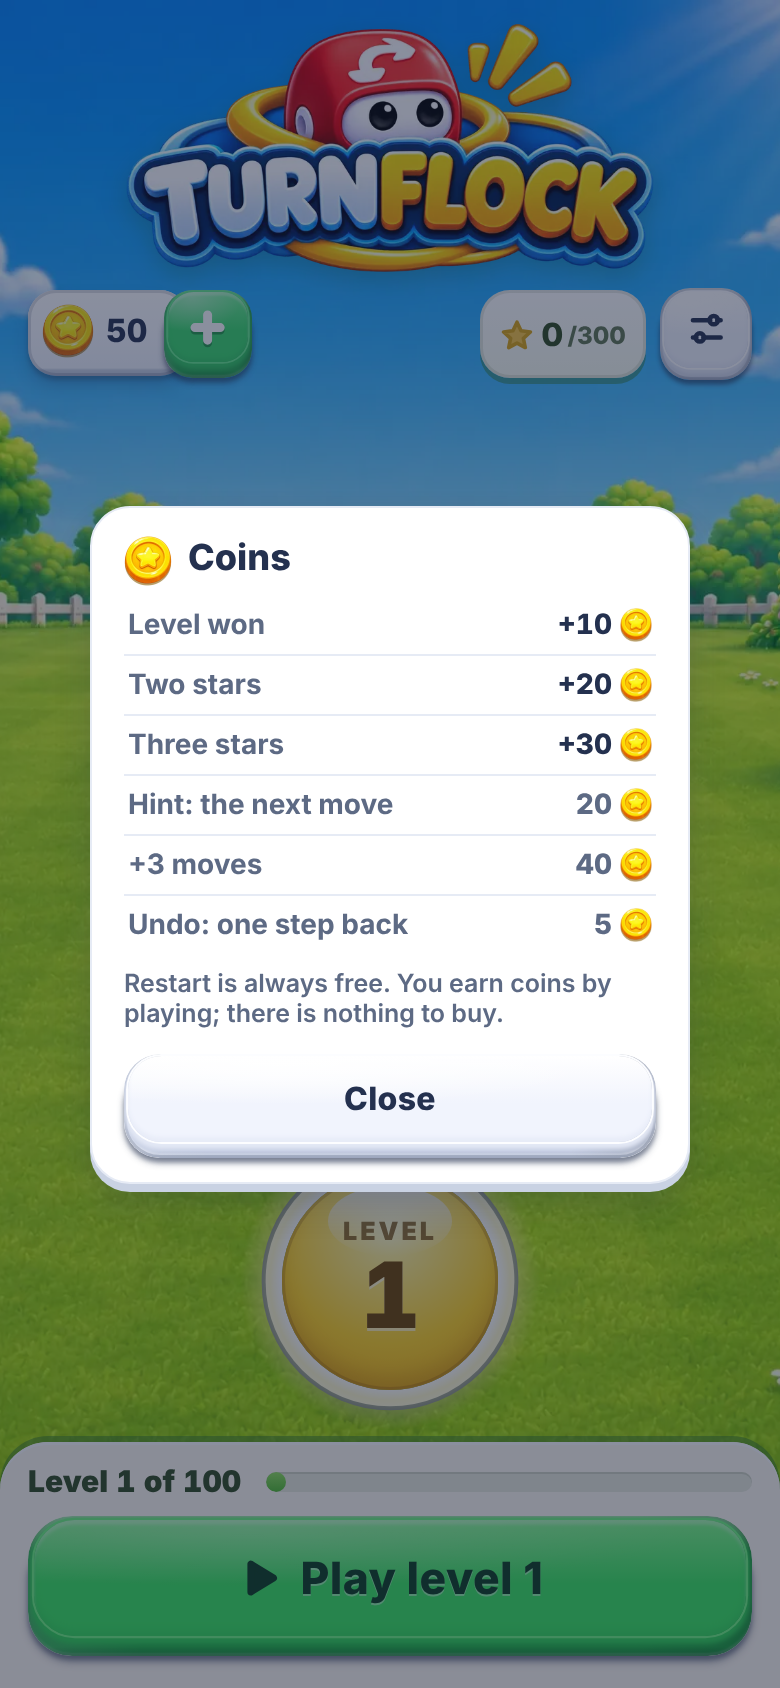 TURNFLOCK
50
0/300
Coins
Level won +10
Two stars +20
Three stars +30
Hint: the next move 20
+3 moves 40
Undo: one step back 5
Restart is always free. You earn coins by
playing; there is nothing to buy.
Close
LEVEL
1
Level 1 of 100
Play level 1